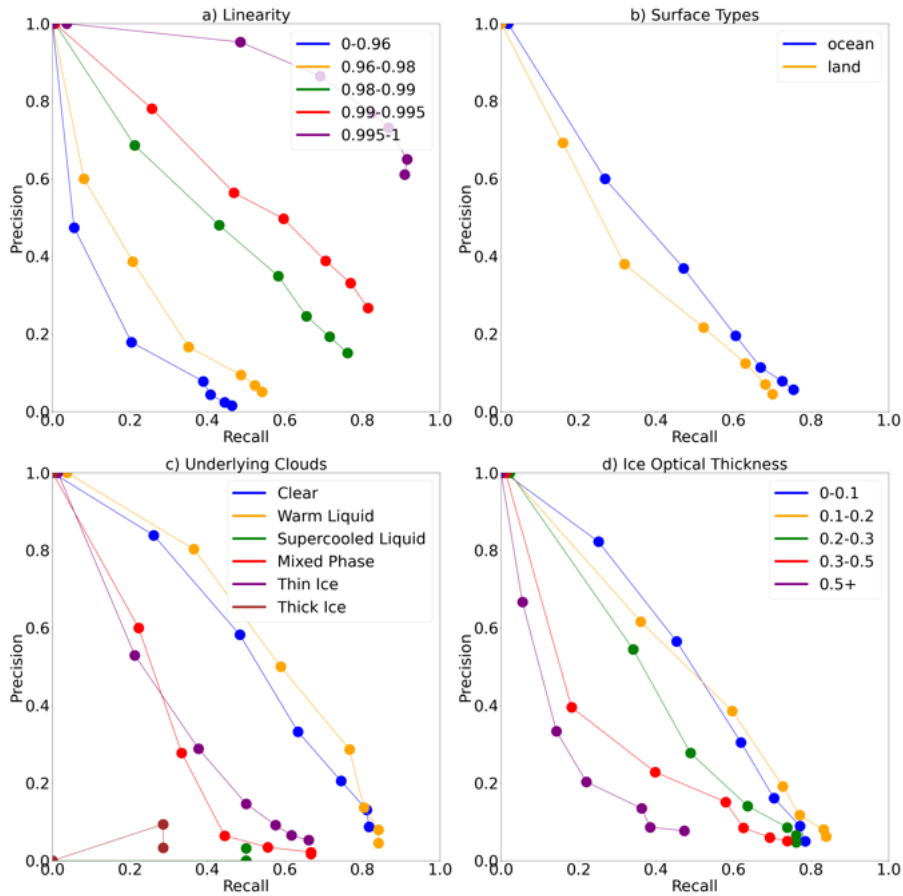 a) Linearity
1.0
0.8
0.6
0.4
0.2
0.0
Precision
0-0.96
0.96-0.98
0.98-0.99
0.99-0.995
0.995-1
0.0 0.2 0.4 0.6 0.8 1.0
Recall
b) Surface Types
1.0
0.8
0.6
0.4
0.2
0.0
Precision
ocean
land
0.0 0.2 0.4 0.6 0.8 1.0
Recall
c) Underlying Clouds
1.0
0.8
0.6
0.4
0.2
0.0
Precision
Clear
Warm Liquid
Supercooled Liquid
Mixed Phase
Thin Ice
Thick Ice
0.0 0.2 0.4 0.6 0.8 1.0
Recall
d) Ice Optical Thickness
1.0
0.8
0.6
0.4
0.2
0.0
Precision
0-0.1
0.1-0.2
0.2-0.3
0.3-0.5
0.5+
0.0 0.2 0.4 0.6 0.8 1.0
Recall